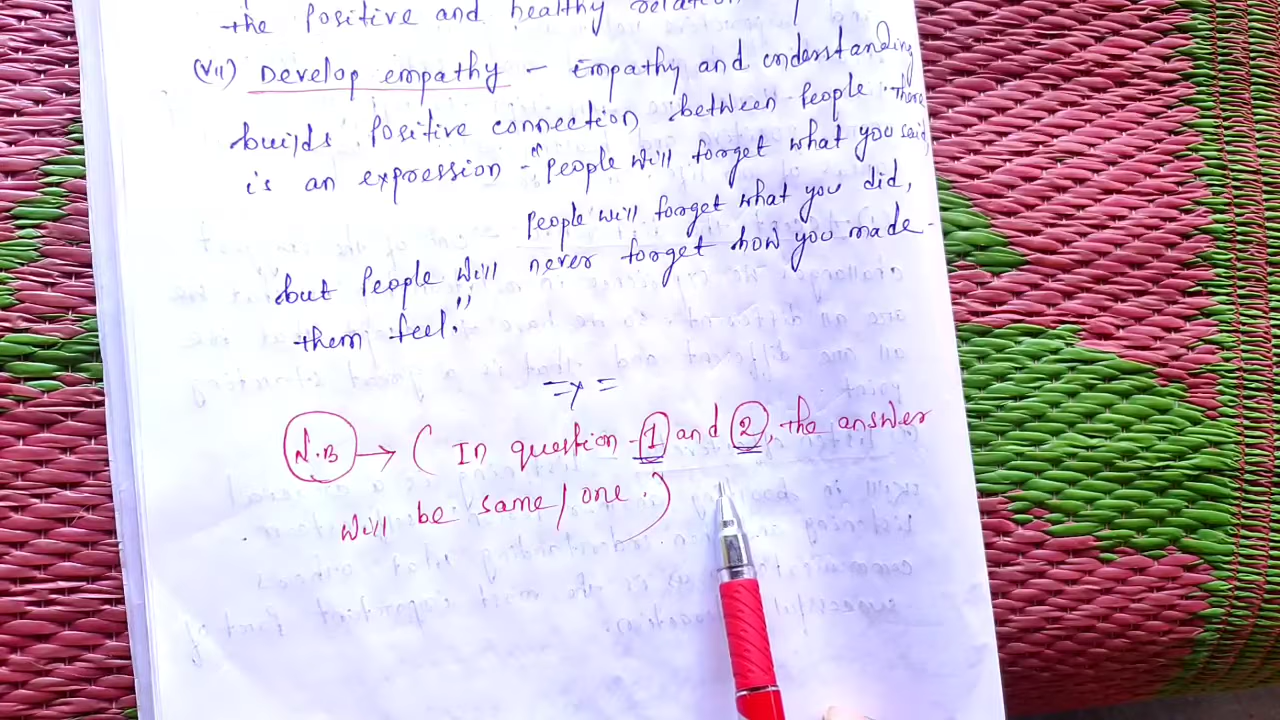 the positive and healthy
(vii) Develop empathy - Empathy and understanding
builds positive connection between people. There
is an expression - "People will forget what you said,
people will forget what you did,
but people will never forget how you made
them feel."
N.B → ( In question - 1 and 2, the answer
will be same/one.)